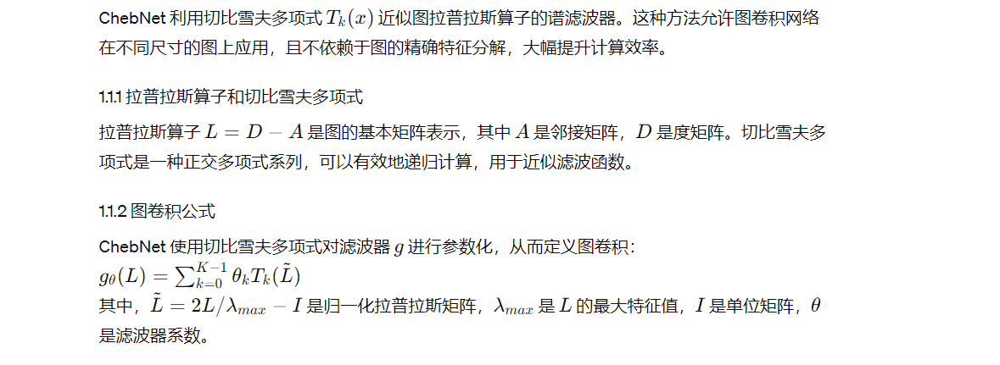 ChebNet 利用切比雪夫多项式 $T_k(x)$ 近似图拉普拉斯算子的谱滤波器。这种方法允许图卷积网络
在不同尺寸的图上应用，且不依赖于图的精确特征分解，大幅提升计算效率。
1.1.1 拉普拉斯算子和切比雪夫多项式
拉普拉斯算子 $L = D - A$ 是图的基本矩阵表示，其中 $A$ 是邻接矩阵，$D$ 是度矩阵。切比雪夫多
项式是一种正交多项式系列，可以有效地递归计算，用于近似滤波函数。
1.1.2 图卷积公式
ChebNet 使用切比雪夫多项式对滤波器 $g$ 进行参数化，从而定义图卷积：
$g_\theta(L) = \sum_{k=0}^{K-1} \theta_k T_k(\tilde{L})$
其中，$\tilde{L} = 2L/\lambda_{max} - I$ 是归一化拉普拉斯矩阵，$\lambda_{max}$ 是 $L$ 的最大特征值，$I$ 是单位矩阵，$\theta$
是滤波器系数。